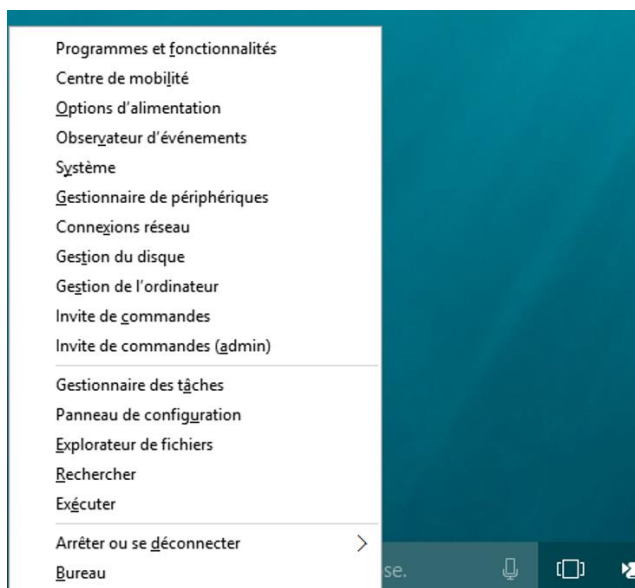 Programmes et fonctionnalités
Centre de mobilité
Options d’alimentation
Observateur d’événements
Système
Gestionnaire de périphériques
Connexions réseau
Gestion du disque
Gestion de l’ordinateur
Invite de commandes
Invite de commandes (admin)
Gestionnaire des tâches
Panneau de configuration
Explorateur de fichiers
Rechercher
Exécuter
Arrêter ou se déconnecter
Bureau
se.